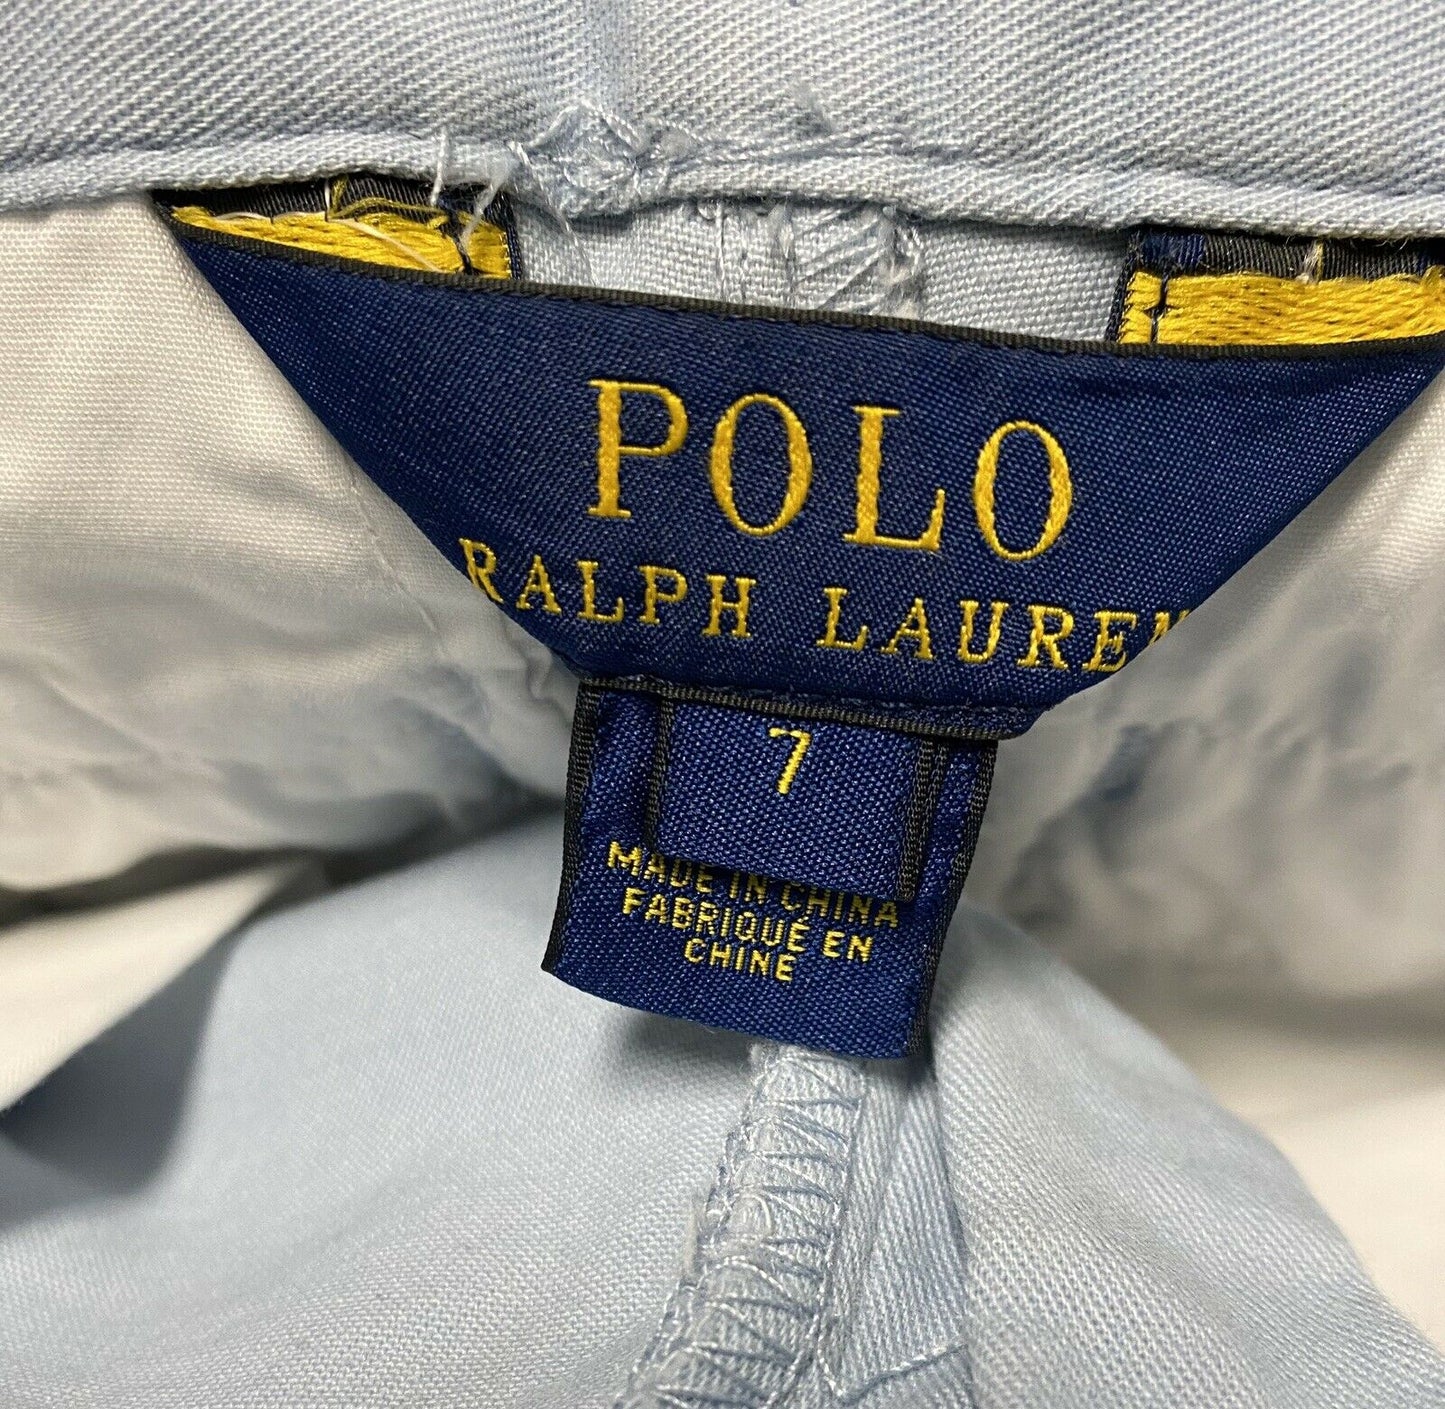 POLO
RALPH LAUREN
7
MADE IN CHINA
FABRIQUÉ EN
CHINE